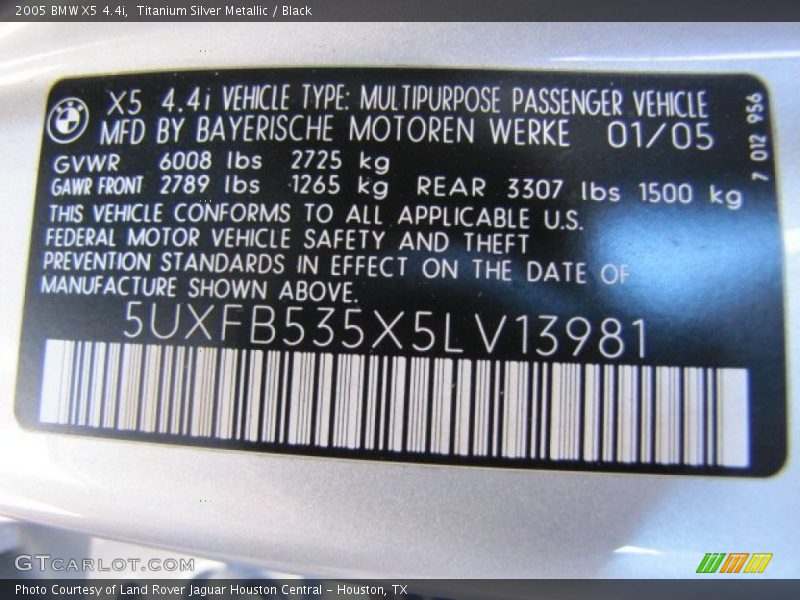 2005 BMW X5 4.4i, Titanium Silver Metallic / Black
X5 4.4i VEHICLE TYPE: MULTIPURPOSE PASSENGER VEHICLE
MFD BY BAYERISCHE MOTOREN WERKE 01/05
GVWR 6008 lbs 2725 kg
GAWR FRONT 2789 lbs 1265 kg REAR 3307 lbs 1500 kg
THIS VEHICLE CONFORMS TO ALL APPLICABLE U.S.
FEDERAL MOTOR VEHICLE SAFETY AND THEFT
PREVENTION STANDARDS IN EFFECT ON THE DATE OF
MANUFACTURE SHOWN ABOVE.
7 012 956
5UXFB535X5LV13981
GTCARLOT.COM
Photo Courtesy of Land Rover Jaguar Houston Central - Houston, TX